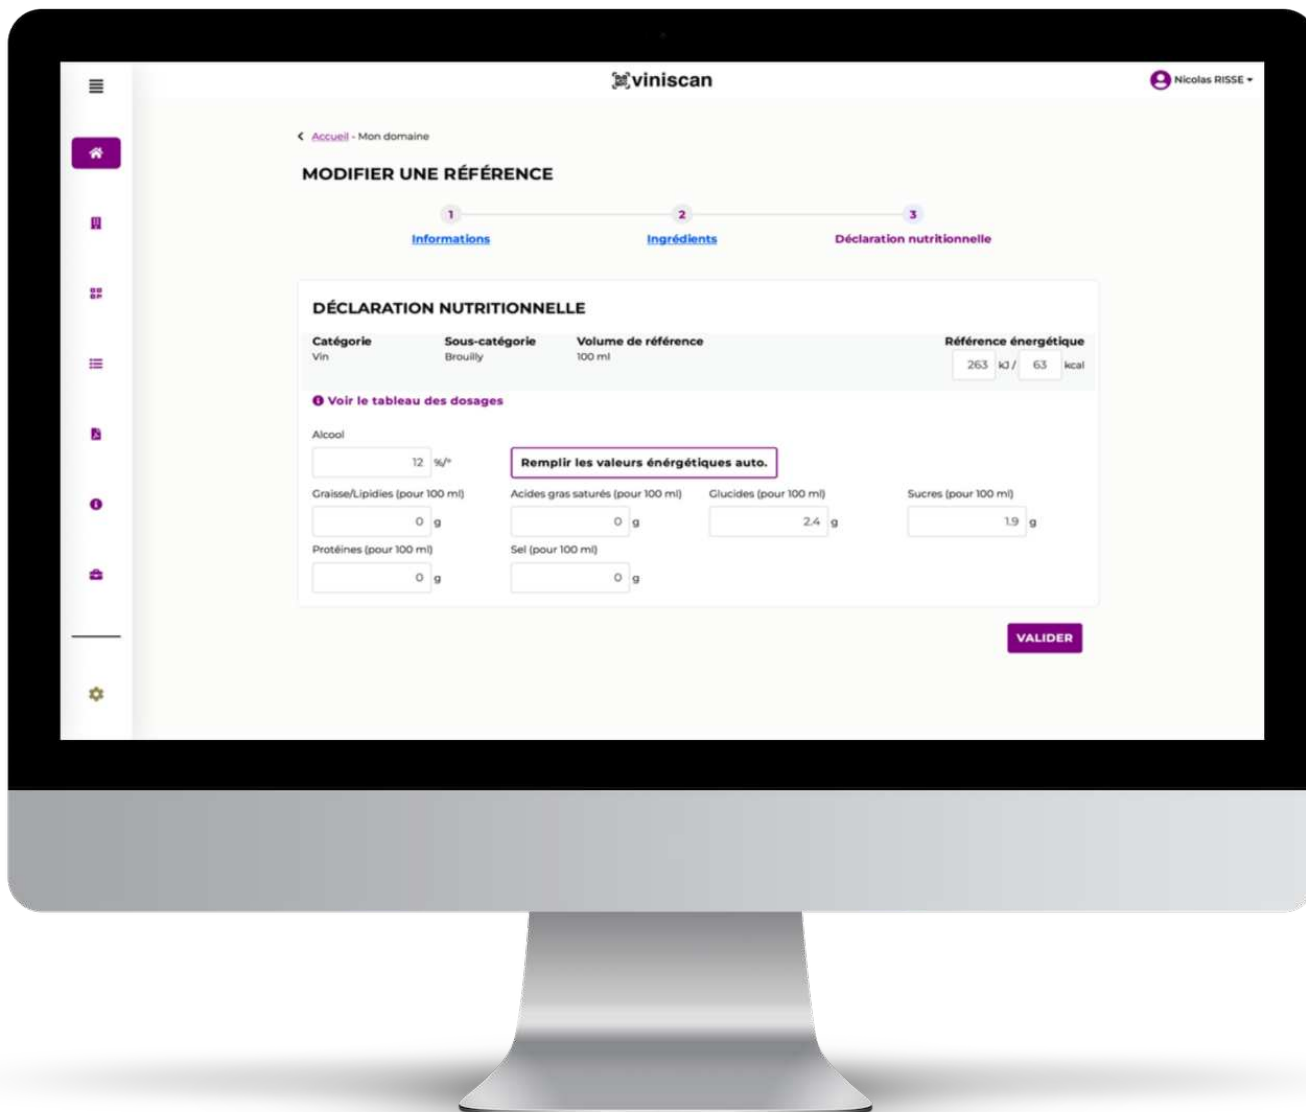 viniscan
Nicolas RISSE
Accueil - Mon domaine
MODIFIER UNE RÉFÉRENCE
1 2 3
Informations Ingrédients Déclaration nutritionnelle
DÉCLARATION NUTRITIONNELLE
Catégorie Sous-catégorie Volume de référence Référence énergétique
Vin Brouilly 100 ml 263 kJ / 63 kcal
Voir le tableau des dosages
Alcool
12 %/° Remplir les valeurs énérgétiques auto.
Graisse/Lipidies (pour 100 ml) Acides gras saturés (pour 100 ml) Glucides (pour 100 ml) Sucres (pour 100 ml)
0 g 0 g 2.4 g 1.9 g
Protéines (pour 100 ml) Sel (pour 100 ml)
0 g 0 g
VALIDER